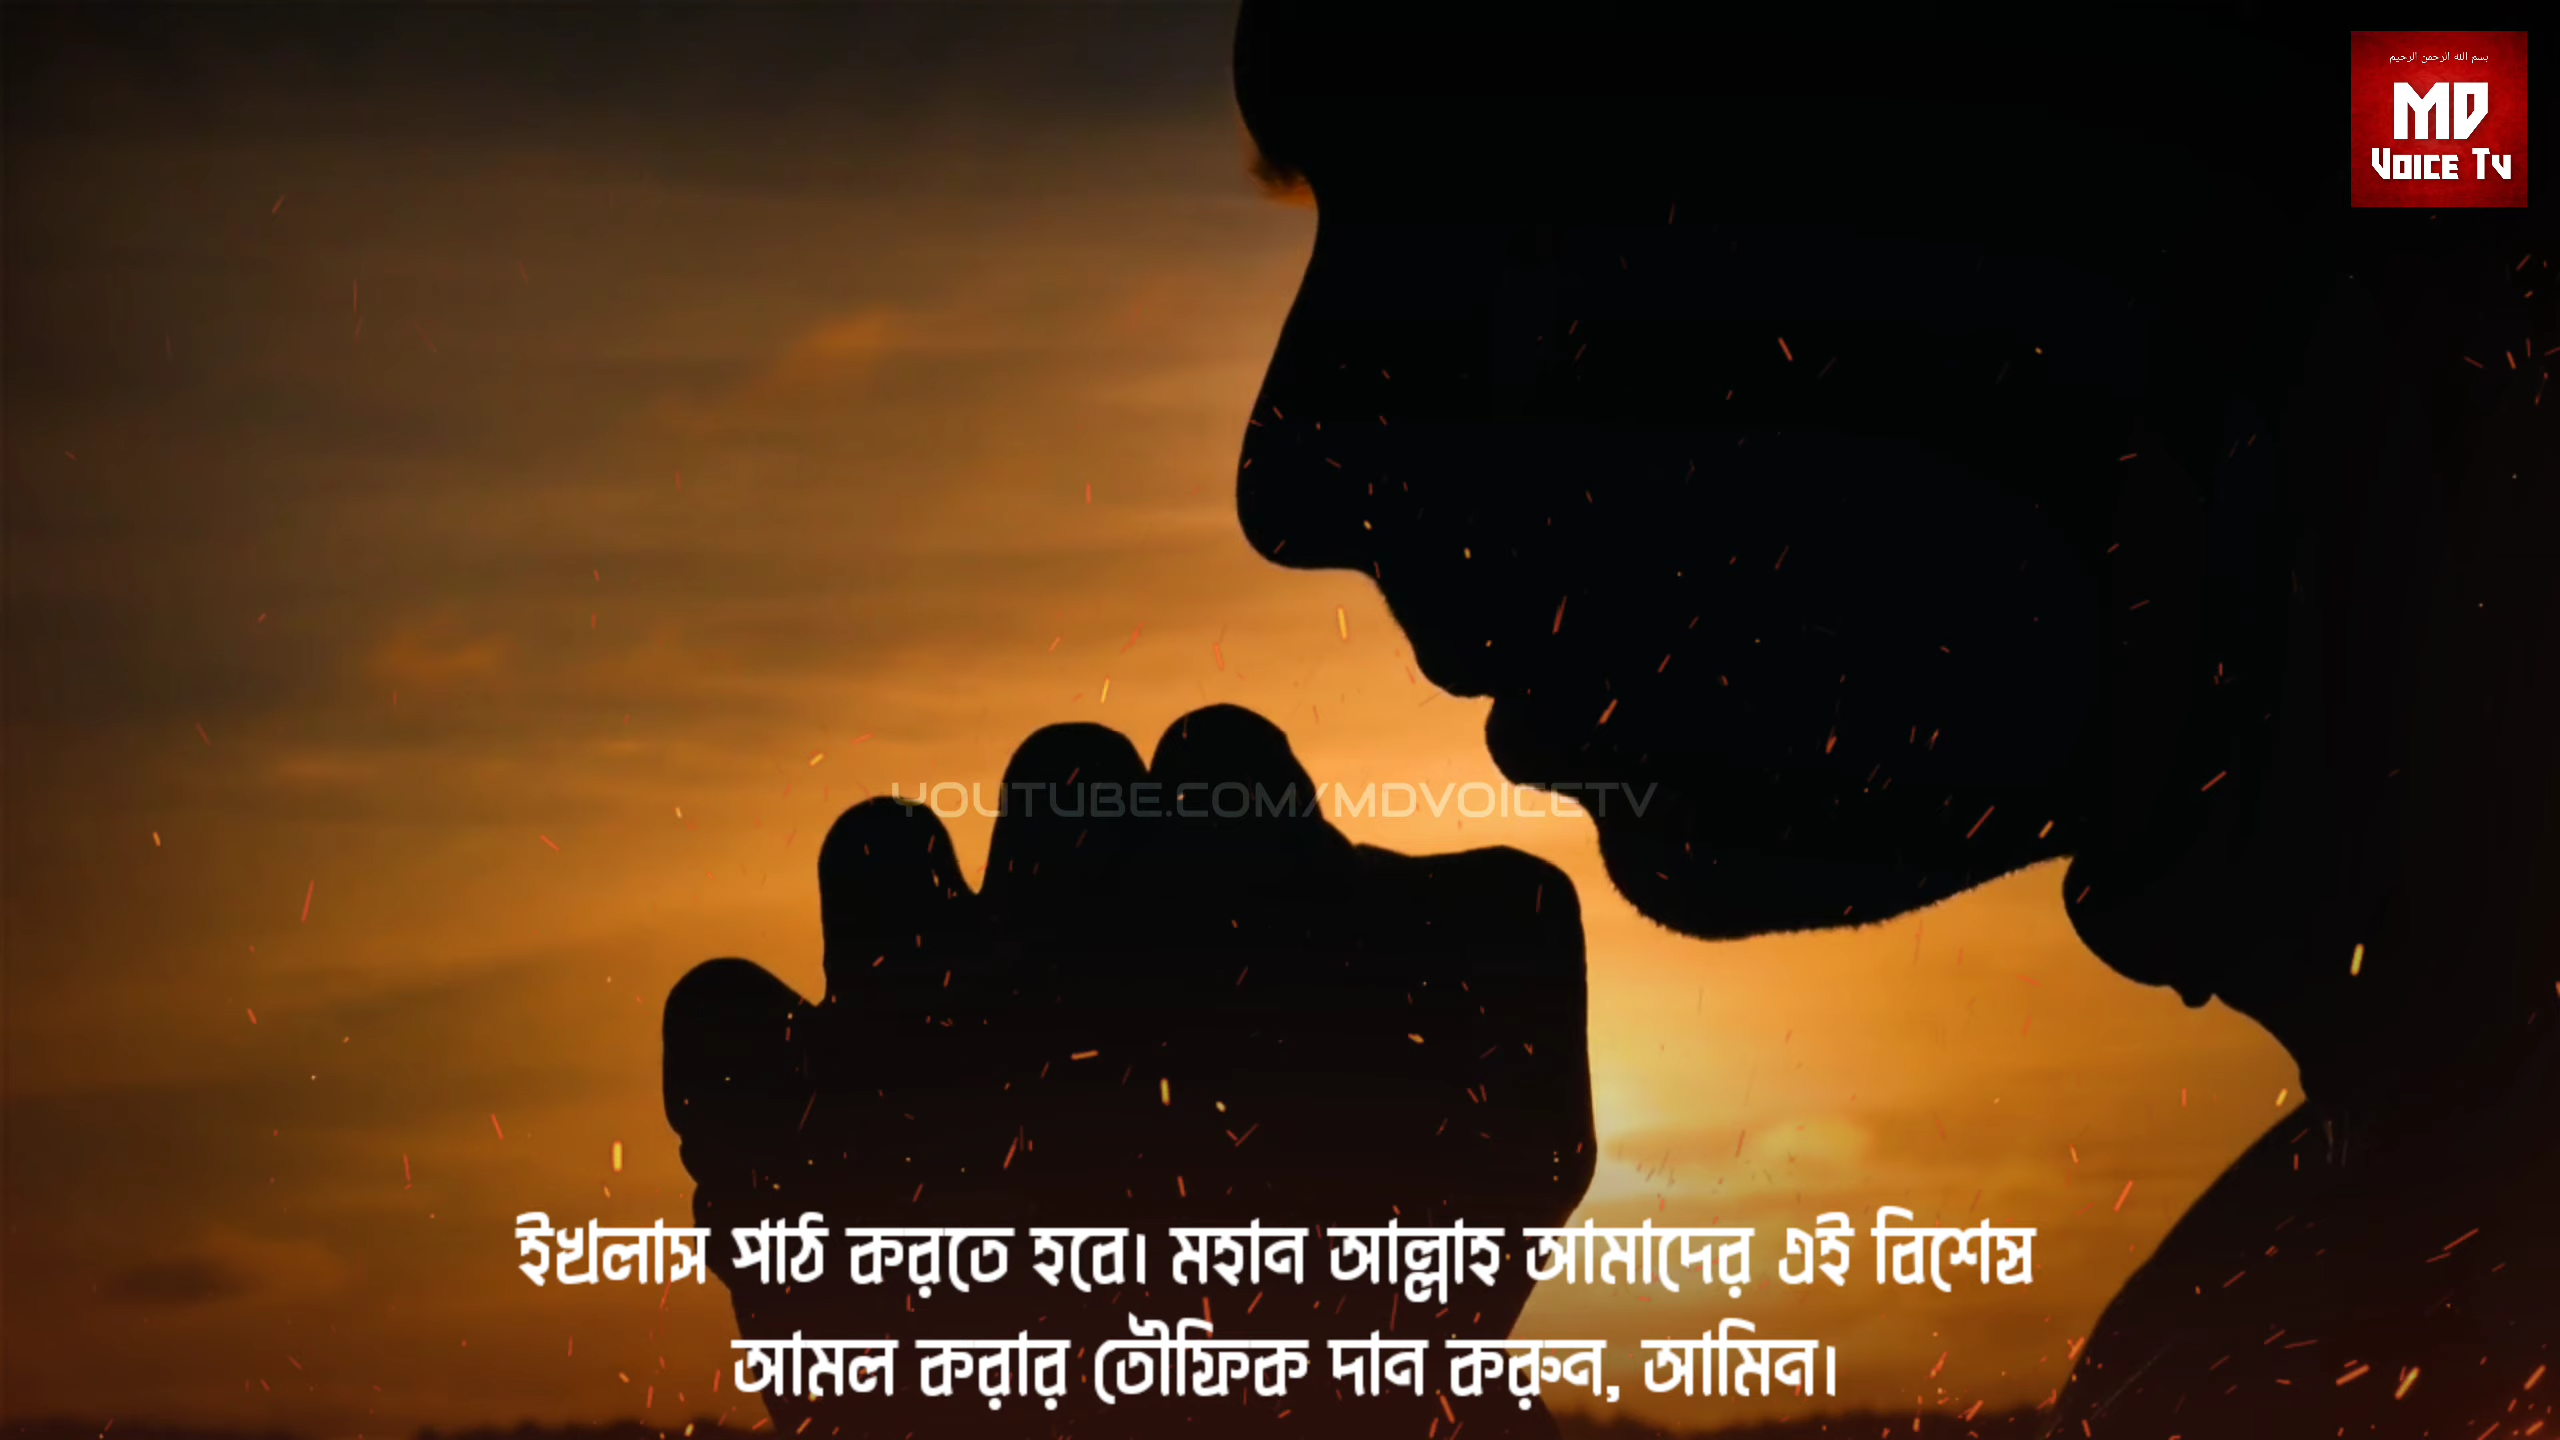 بسم الله الرحمن الرحيم
MD
Voice Tv
YOUTUBE.COM/MDVOICETV
ইখলাস পাঠ করতে হবে। মহান আল্লাহ আমাদের এই বিশেষ
আমল করার তৌফিক দান করুন, আমিন।